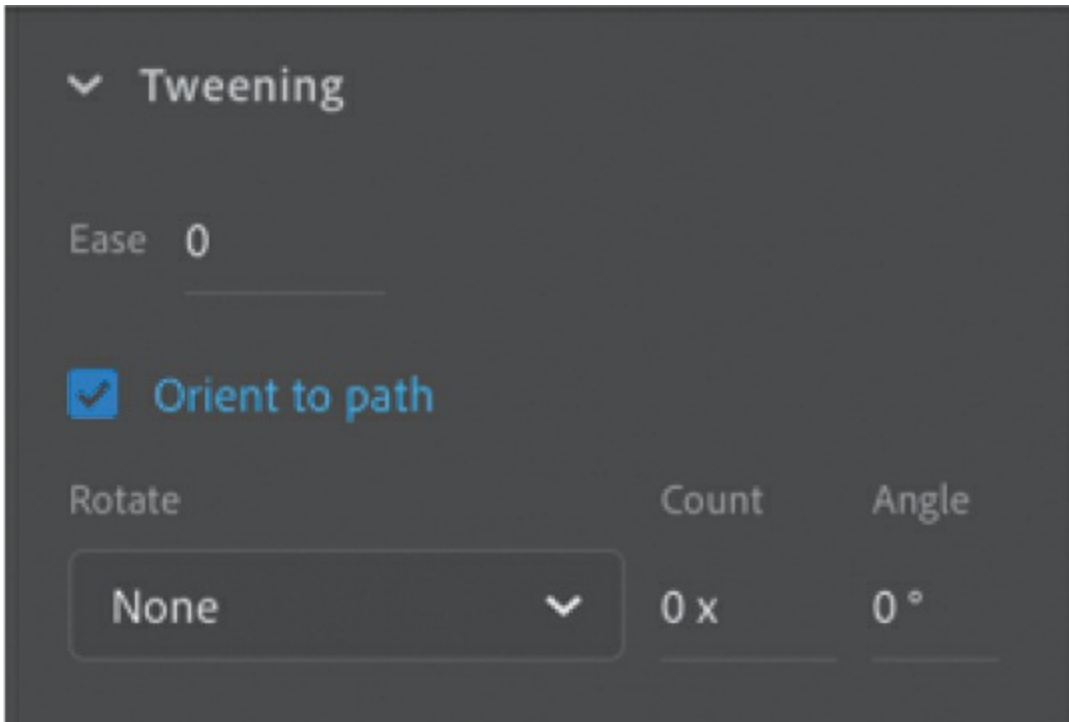 Tweening
Ease 0
Orient to path
Rotate Count Angle
None 0 x 0 °